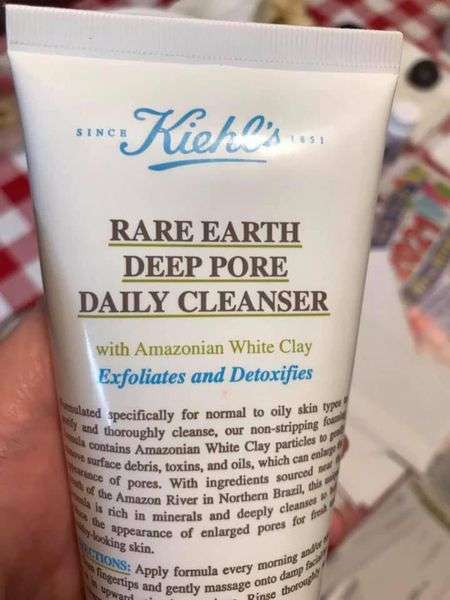 SINCE Kiehl's 1851
RARE EARTH
DEEP PORE
DAILY CLEANSER
with Amazonian White Clay
Exfoliates and Detoxifies
specifically for normal to oily skin types
and thoroughly cleanse, our non-stripping
contains Amazonian White Clay particles to
surface debris, toxins, and oils, which can enlarge
of pores. With ingredients sourced near
of the Amazon River in Northern Brazil, this
is rich in minerals and deeply cleanses
the appearance of enlarged pores for
skin.
Apply formula every morning and/or
fingertips and gently massage onto damp
upward Rinse